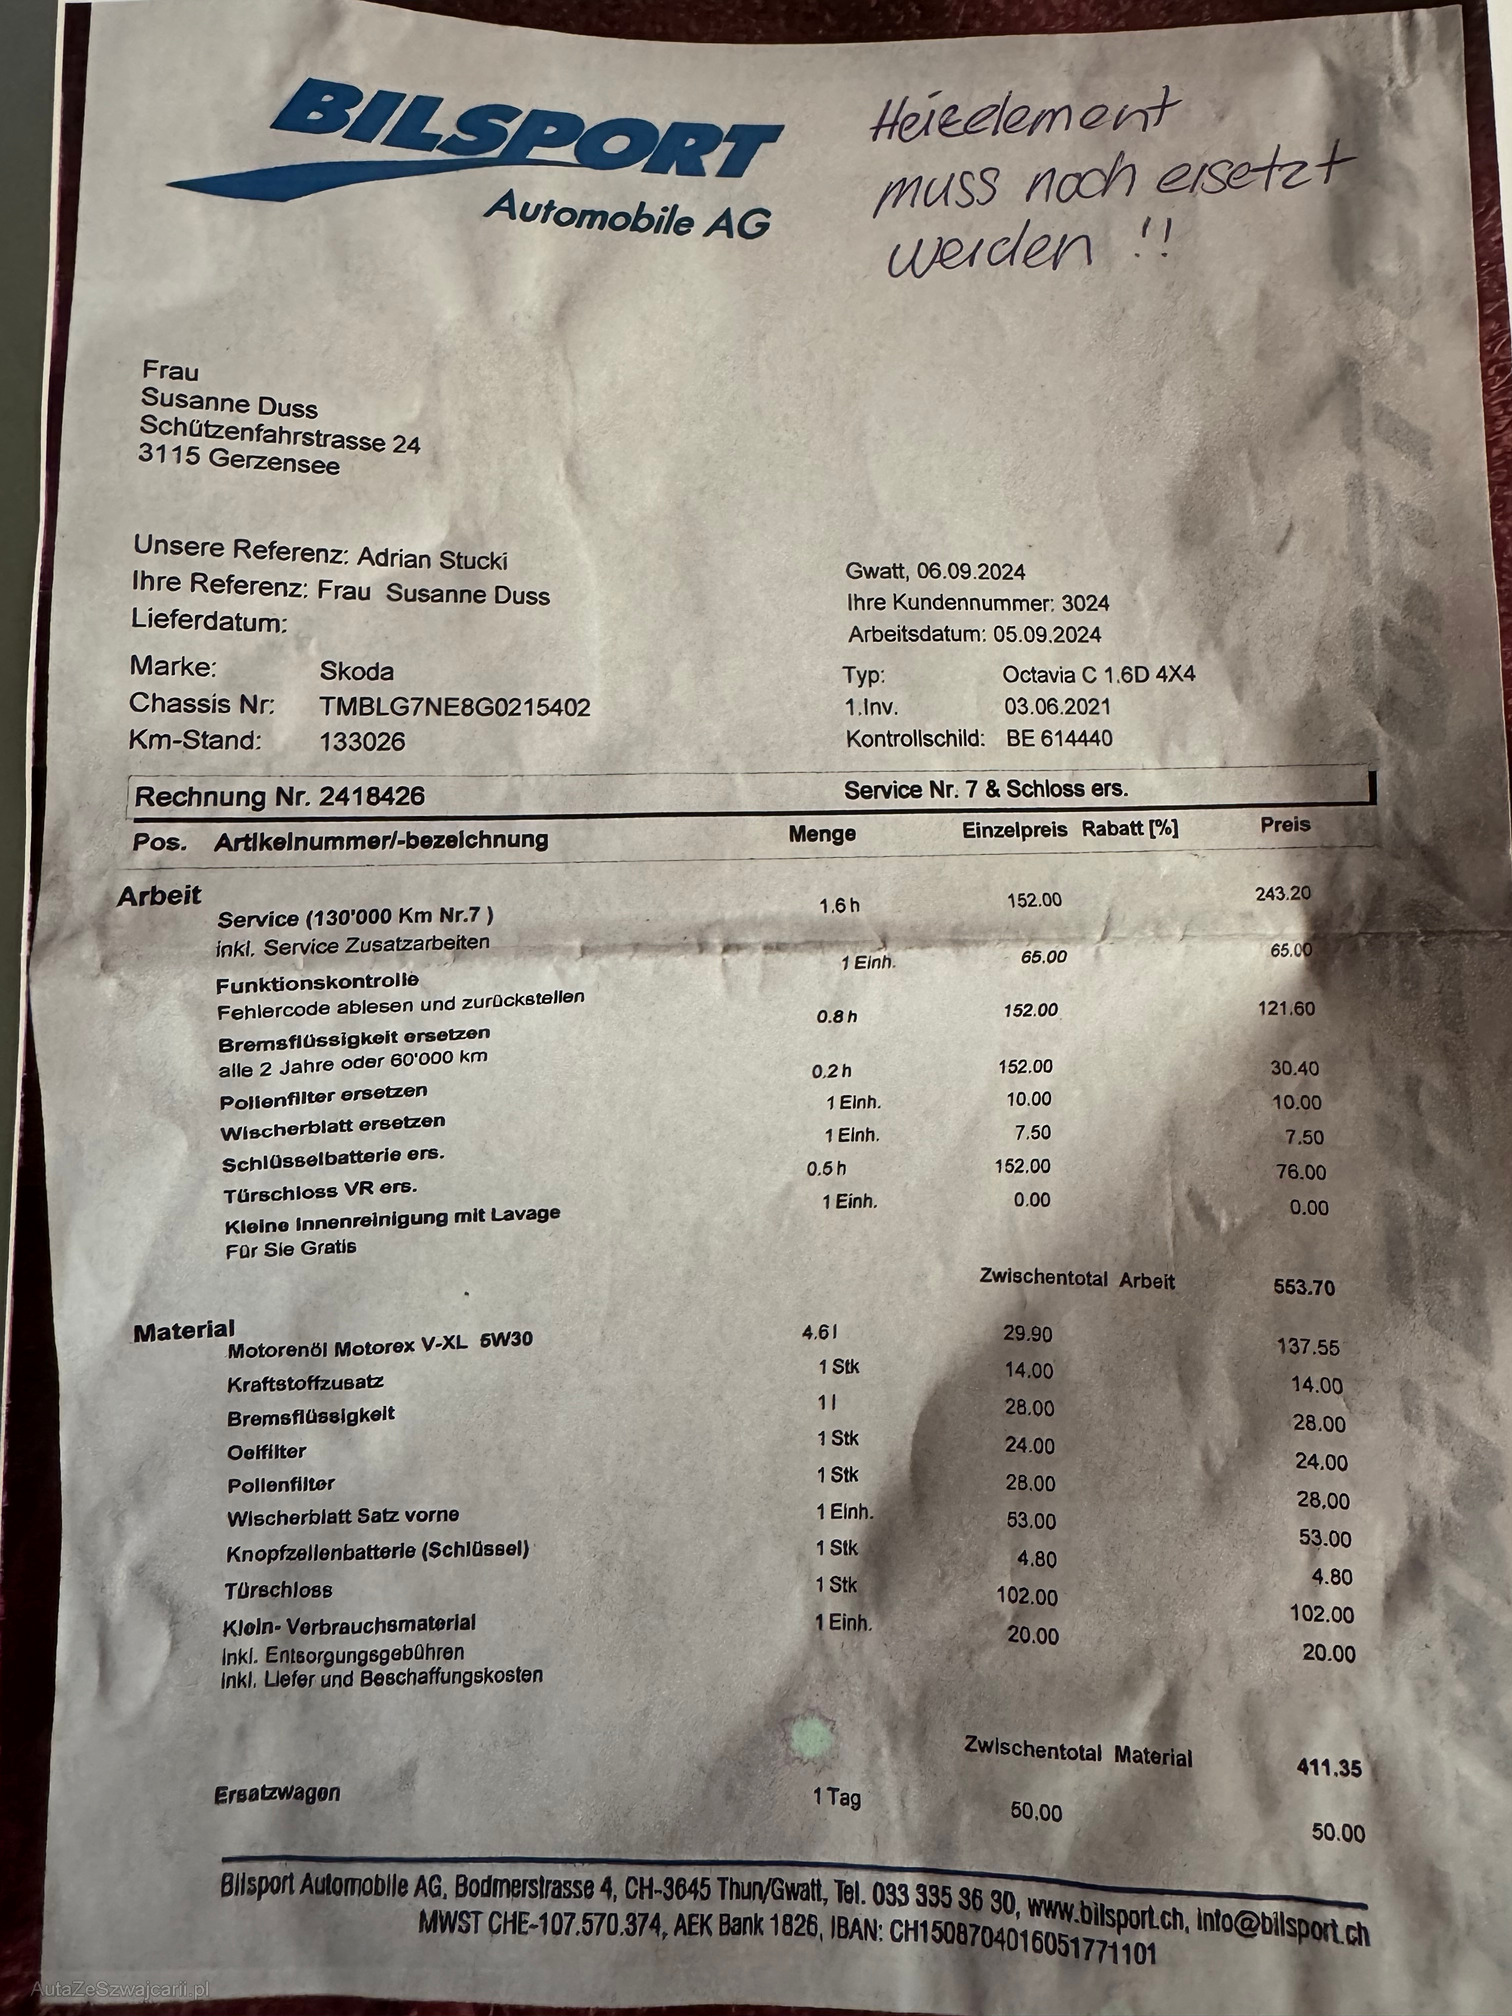 BILSPORT
Automobile AG
Heizelement
muss noch ersetzt
werden !!
Frau
Susanne Duss
Schützenfahrstrasse 24
3115 Gerzensee
Unsere Referenz: Adrian Stucki
Ihre Referenz: Frau Susanne Duss
Lieferdatum:
Gwatt, 06.09.2024
Ihre Kundennummer: 3024
Arbeitsdatum: 05.09.2024
Marke: Skoda Typ: Octavia C 1.6D 4X4
Chassis Nr: TMBLG7NE8G0215402 1.Inv. 03.06.2021
Km-Stand: 133026 Kontrollschild: BE 614440
Rechnung Nr. 2418426 Service Nr. 7 & Schloss ers.
Pos. Artikelnummer/-bezeichnung Menge Einzelpreis Rabatt [%] Preis
Arbeit
Service (130'000 Km Nr.7 ) 1.6 h 152.00 243.20
inkl. Service Zusatzarbeiten
Funktionskontrolle 1 Einh. 65.00 65.00
Fehlercode ablesen und zurückstellen
Bremsflüssigkeit ersetzen 0.8 h 152.00 121.60
alle 2 Jahre oder 60'000 km
Pollenfilter ersetzen 0.2 h 152.00 30.40
Wischerblatt ersetzen 1 Einh. 10.00 10.00
Schlüsselbatterie ers. 1 Einh. 7.50 7.50
Türschloss VR ers. 0.5 h 152.00 76.00
Kleine Innenreinigung mit Lavage 1 Einh. 0.00 0.00
Für Sie Gratis
Zwischentotal Arbeit 553.70
Material
Motorenöl Motorex V-XL 5W30 4.6 l 29.90 137.55
Kraftstoffzusatz 1 Stk 14.00 14.00
Bremsflüssigkeit 1 l 28.00 28.00
Oelfilter 1 Stk 24.00 24.00
Pollenfilter 1 Stk 28.00 28.00
Wischerblatt Satz vorne 1 Einh. 53.00 53.00
Knopfzellenbatterie (Schlüssel) 1 Stk 4.80 4.80
Türschloss 1 Stk 102.00 102.00
Klein- Verbrauchsmaterial 1 Einh. 20.00 20.00
Inkl. Entsorgungsgebühren
Inkl. Liefer und Beschaffungskosten
Zwischentotal Material 411.35
Ersatzwagen 1 Tag 50.00 50.00
Bilsport Automobile AG, Bodmerstrasse 4, CH-3645 Thun/Gwatt, Tel. 033 335 36 30, www.bilsport.ch, info@bilsport.ch
MWST CHE-107.570.374, AEK Bank 1826, IBAN: CH1508704016051771101
AutaZeSzwajcarii.pl